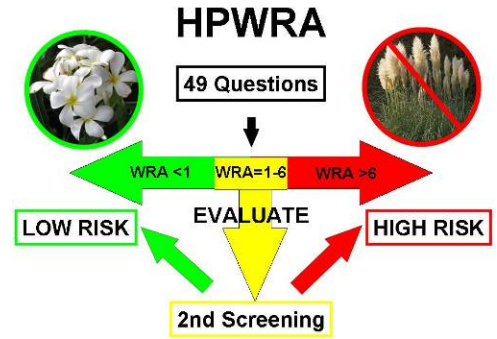 HPWRA
49 Questions
WRA <1
WRA=1-6
WRA >6
EVALUATE
LOW RISK
HIGH RISK
2nd Screening